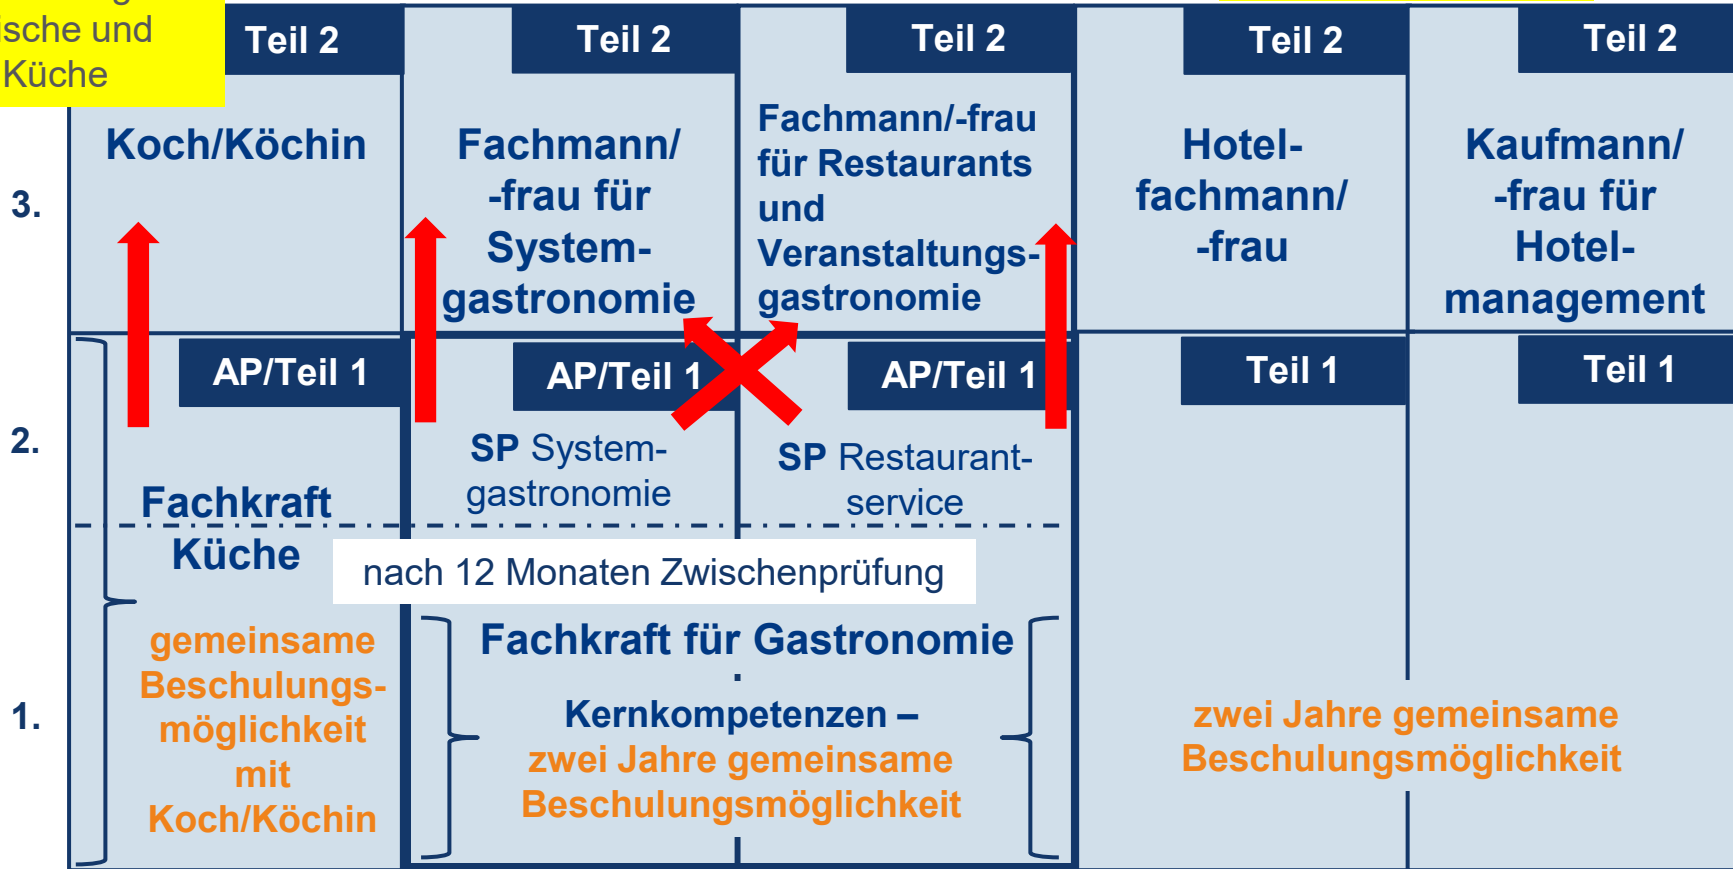 ische und
Küche
Teil 2
Teil 2
Teil 2
Teil 2
Teil 2
3.
Koch/Köchin
Fachmann/
-frau für
System-
gastronomie
Fachmann/-frau
für Restaurants
und
Veranstaltungs-
gastronomie
Hotel-
fachmann/
-frau
Kaufmann/
-frau für
Hotel-
management
AP/Teil 1
AP/Teil 1
AP/Teil 1
Teil 1
Teil 1
2.
SP System-
gastronomie
SP Restaurant-
service
Fachkraft
Küche
nach 12 Monaten Zwischenprüfung
1.
gemeinsame
Beschulungs-
möglichkeit
mit
Koch/Köchin
Fachkraft für Gastronomie
Kernkompetenzen –
zwei Jahre gemeinsame
Beschulungsmöglichkeit
zwei Jahre gemeinsame
Beschulungsmöglichkeit